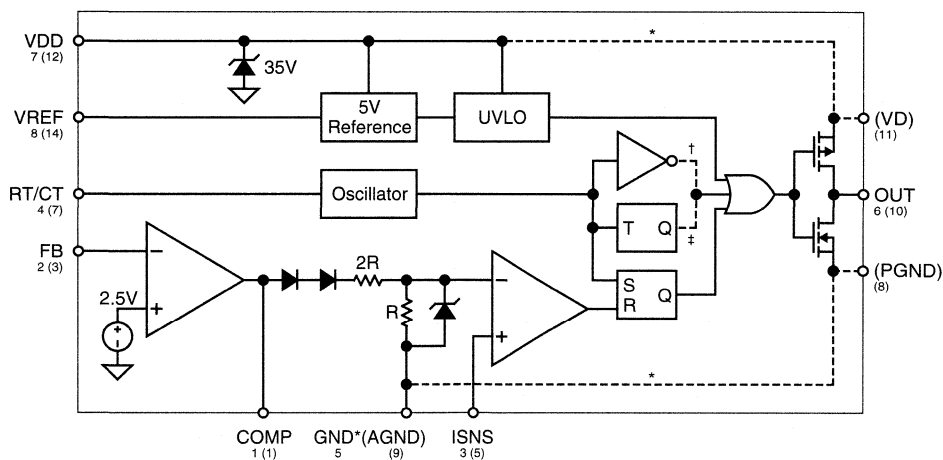 VDD
7 (12)
*
35V
VREF
8 (14)
5V
Reference
UVLO
(VD)
(11)
†
RT/CT
4 (7)
Oscillator
OUT
6 (10)
T Q
‡
FB
2 (3)
−
2R
−
(PGND)
(8)
2.5V
+
+
−
R
S
R
Q
+
*
COMP
1 (1)
GND*(AGND)
5 (9)
ISNS
3 (5)